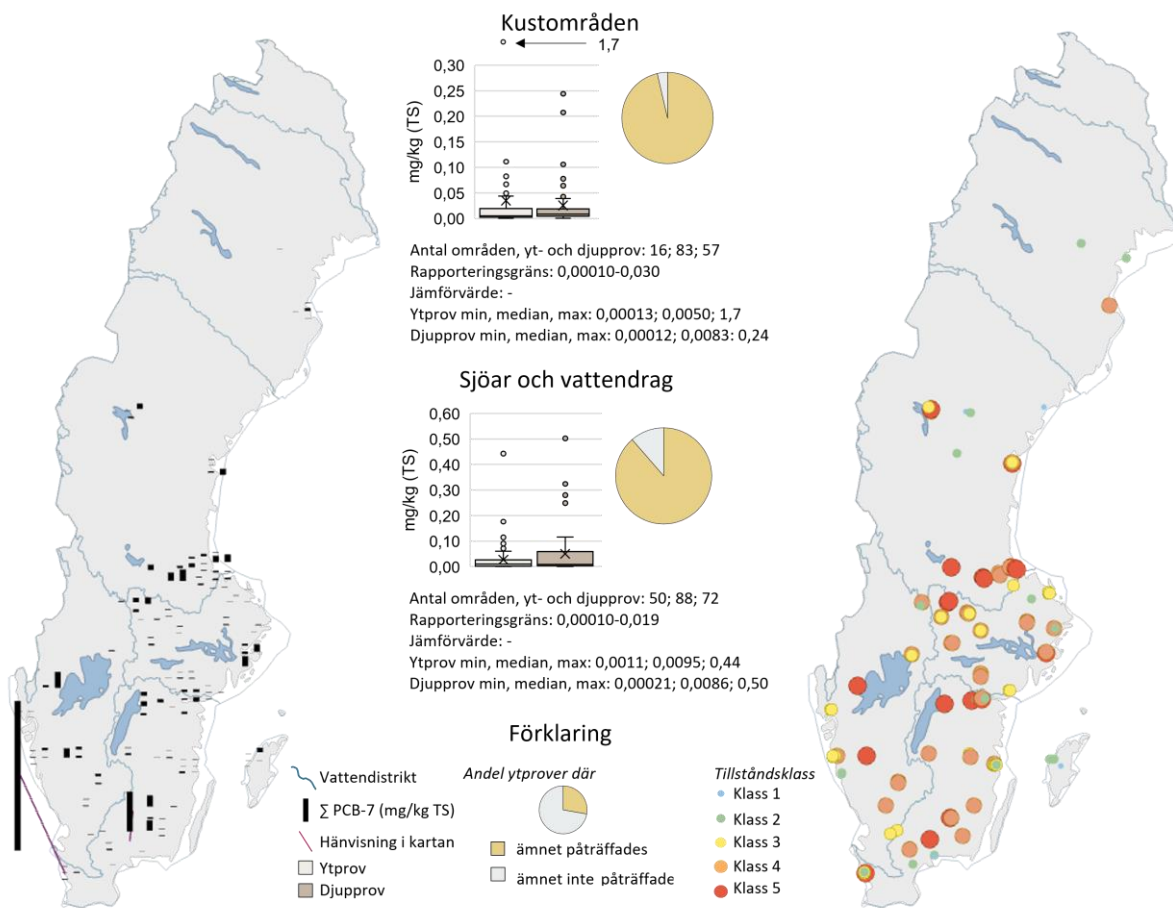 Kustområden
1,7
0,30
0,25
0,20
0,15
0,10
0,05
0,00
mg/kg (TS)
Antal områden, yt- och djupprov: 16; 83; 57
Rapporteringsgräns: 0,00010-0,030
Jämförvärde: -
Ytprov min, median, max: 0,00013; 0,0050; 1,7
Djupprov min, median, max: 0,00012; 0,0083: 0,24
Sjöar och vattendrag
0,60
0,50
0,40
0,30
0,20
0,10
0,00
mg/kg (TS)
Antal områden, yt- och djupprov: 50; 88; 72
Rapporteringsgräns: 0,00010-0,019
Jämförvärde: -
Ytprov min, median, max: 0,0011; 0,0095; 0,44
Djupprov min, median, max: 0,00021; 0,0086; 0,50
Förklaring
Vattendistrikt
∑ PCB-7 (mg/kg TS)
Hänvisning i kartan
Ytprov
Djupprov
Andel ytprover där
ämnet påträffades
ämnet inte påträffade
Tillståndsklass
Klass 1
Klass 2
Klass 3
Klass 4
Klass 5